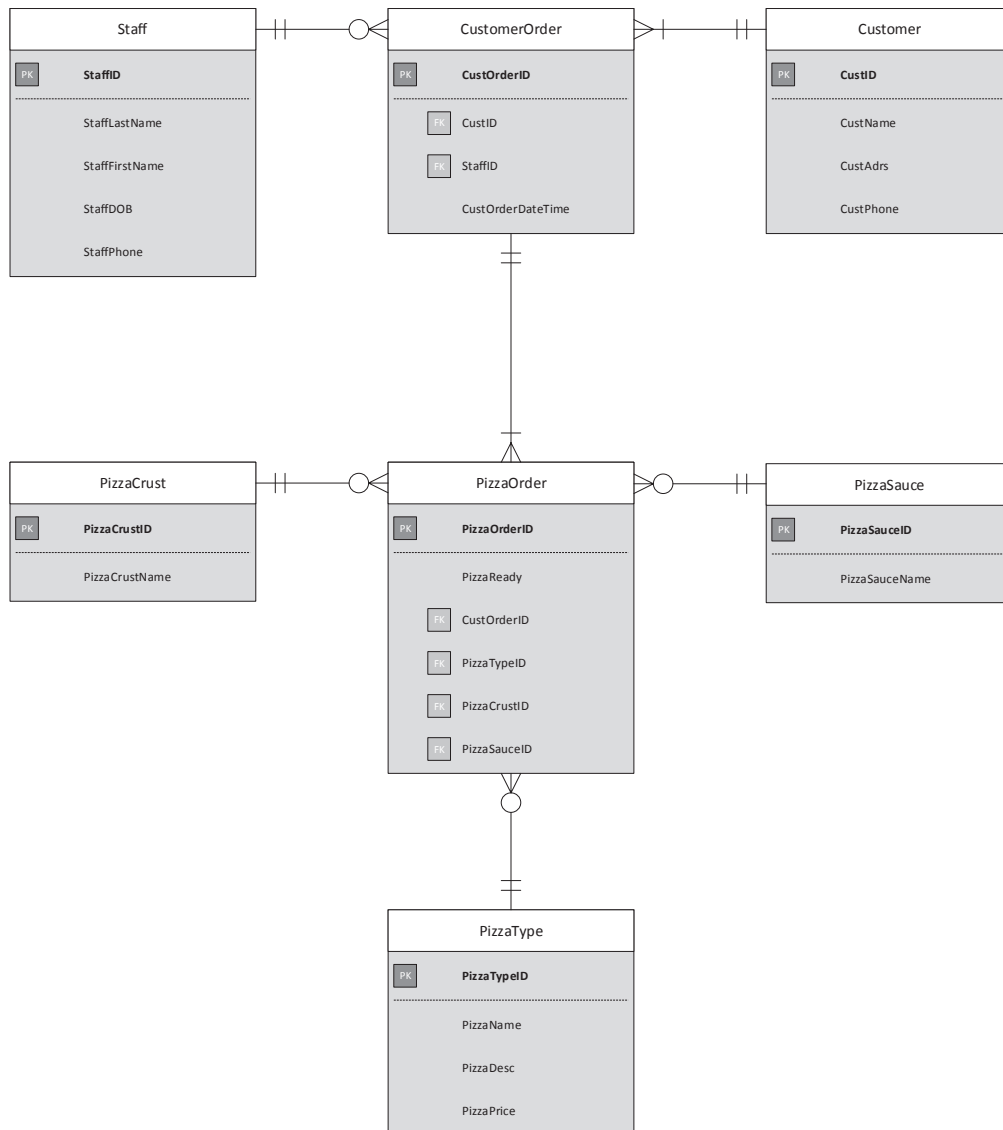 Staff
PK StaffID
StaffLastName
StaffFirstName
StaffDOB
StaffPhone
CustomerOrder
PK CustOrderID
FK CustID
FK StaffID
CustOrderDateTime
Customer
PK CustID
CustName
CustAdrs
CustPhone
PizzaCrust
PK PizzaCrustID
PizzaCrustName
PizzaOrder
PK PizzaOrderID
PizzaReady
FK CustOrderID
FK PizzaTypeID
FK PizzaCrustID
FK PizzaSauceID
PizzaSauce
PK PizzaSauceID
PizzaSauceName
PizzaType
PK PizzaTypeID
PizzaName
PizzaDesc
PizzaPrice